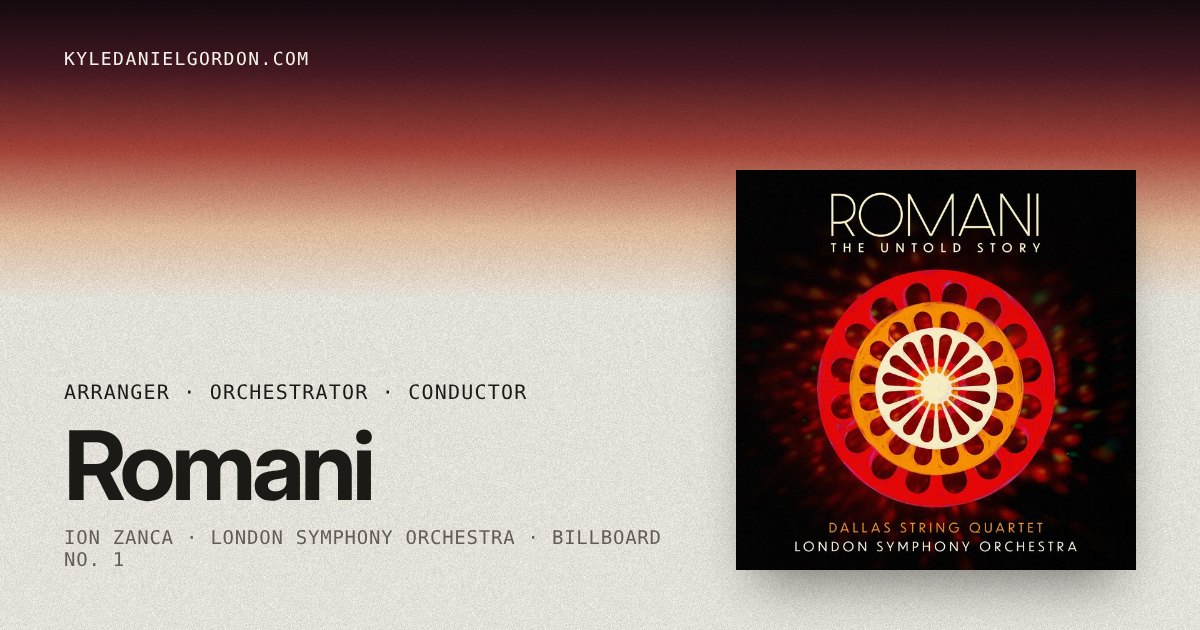 KYLEDANIELGORDON.COM
ARRANGER · ORCHESTRATOR · CONDUCTOR
Romani
ION ZANCA · LONDON SYMPHONY ORCHESTRA · BILLBOARD
NO. 1
ROMANI
THE UNTOLD STORY
DALLAS STRING QUARTET
LONDON SYMPHONY ORCHESTRA